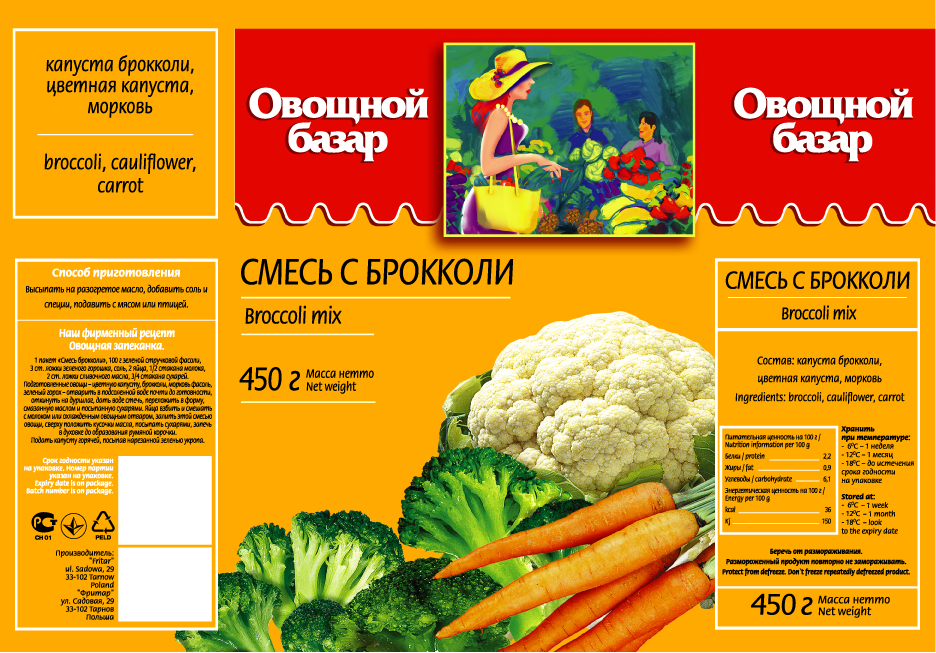 капуста брокколи,
цветная капуста,
морковь
broccoli, cauliflower,
carrot
Способ приготовления
Высыпать на разогретое масло, добавить соль и
специи, подавить с мясом или птицей.
Наш фирменный рецепт
Овощная запеканка.
1 пакет «Смесь брокколи», 100 г зеленой стручковой фасоли,
3 ст. ложки зеленого горошка, соль, 2 яйца, 1/2 стакана молока,
2 ст. ложки сливочного масла, 3/4 стакана сухарей.
Подготовленные овощи – цветную капусту, брокколи, морковь фасоль,
зеленый горох – отварить в подсоленной воде почти до готовности,
откинуть на дуршлаг, дать воде стечь, переложить в форму,
смазанную маслом и посыпанную сухарями. Яйца взбить и смешать
с молоком или охлажденным овощным отваром, залить этой смесью
овощи, сверху положить кусочки масла, посыпать сухарями, запечь
в духовке до образования румяной корочки.
Подать капусту горячей, посыпав нарезанной зеленью укропа.
Срок годности указан
на упаковке. Номер партии
указан на упаковке.
Expiry date is on package.
Batch number is on package.
РСТ
CH 01
PELD
Производитель:
"Fritar"
ul. Sadowa, 29
33-102 Tarnow
Poland
"Фритар"
ул. Садовая, 29
33-102 Тарнов
Польша
Овощной
базар
СМЕСЬ С БРОККОЛИ
Broccoli mix
450 г Масса нетто
Net weight
Овощной
базар
СМЕСЬ С БРОККОЛИ
Broccoli mix
Состав: капуста брокколи,
цветная капуста, морковь
Ingredients: broccoli, cauliflower, carrot
Питательная ценность на 100 г /
Nutrition information per 100 g
Белки / protein 2,2
Жиры / fat 0,9
Углеводы / carbohydrate 6,1
Энергетическая ценность на 100 г /
Energy per 100 g
kcal 36
Kj 150
Хранить
при температуре:
- 6⁰C – 1 неделя
- 12⁰C – 1 месяц
- 18⁰C – до истечения
срока годности
на упаковке
Stored at:
- 6⁰C – 1 week
- 12⁰C – 1 month
- 18⁰C – look
to the expiry date
Беречь от размораживания.
Размороженный продукт повторно не замораживать.
Protect from defreeze. Don't freeze repeatedly defreezed product.
450 г Масса нетто
Net weight